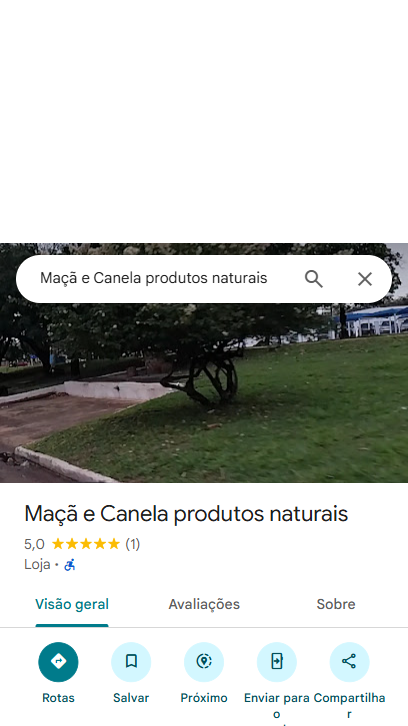 Maçã e Canela produtos naturais
Maçã e Canela produtos naturais
5,0 (1)
Loja ·
Visão geral Avaliações Sobre
Rotas Salvar Próximo Enviar para o Compartilhar